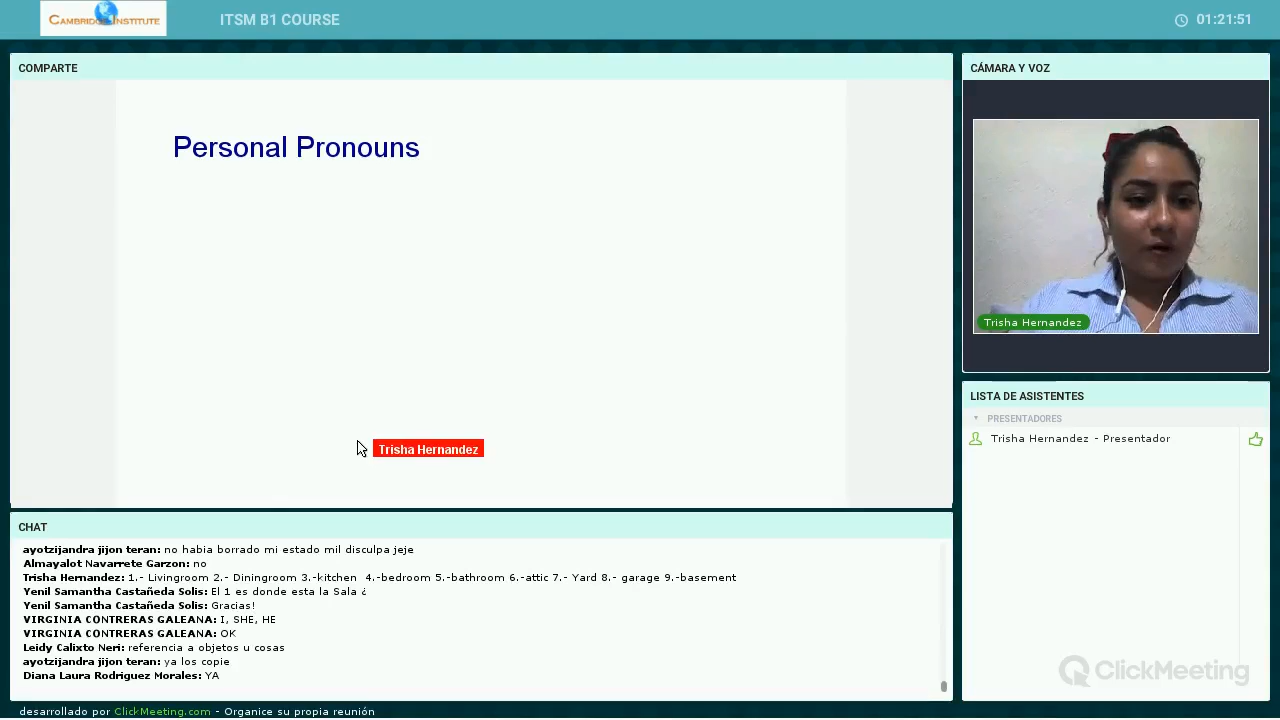 CAMBRIDGE INSTITUTE
ITSM B1 COURSE
01:21:51
COMPARTE
Personal Pronouns
Trisha Hernandez
CÁMARA Y VOZ
Trisha Hernandez
LISTA DE ASISTENTES
PRESENTADORES
Trisha Hernandez - Presentador
CHAT
ayotzijandra jijon teran: no habia borrado mi estado mil disculpa jeje
Almayalot Navarrete Garzon: no
Trisha Hernandez: 1.- Livingroom 2.- Diningroom 3.-kitchen 4.-bedroom 5.-bathroom 6.-attic 7.- Yard 8.- garage 9.-basement
Yenil Samantha Castañeda Solis: El 1 es donde esta la Sala ¿
Yenil Samantha Castañeda Solis: Gracias!
VIRGINIA CONTRERAS GALEANA: I, SHE, HE
VIRGINIA CONTRERAS GALEANA: OK
Leidy Calixto Neri: referencia a objetos u cosas
ayotzijandra jijon teran: ya los copie
Diana Laura Rodriguez Morales: YA
ClickMeeting
desarrollado por ClickMeeting.com - Organice su propia reunión